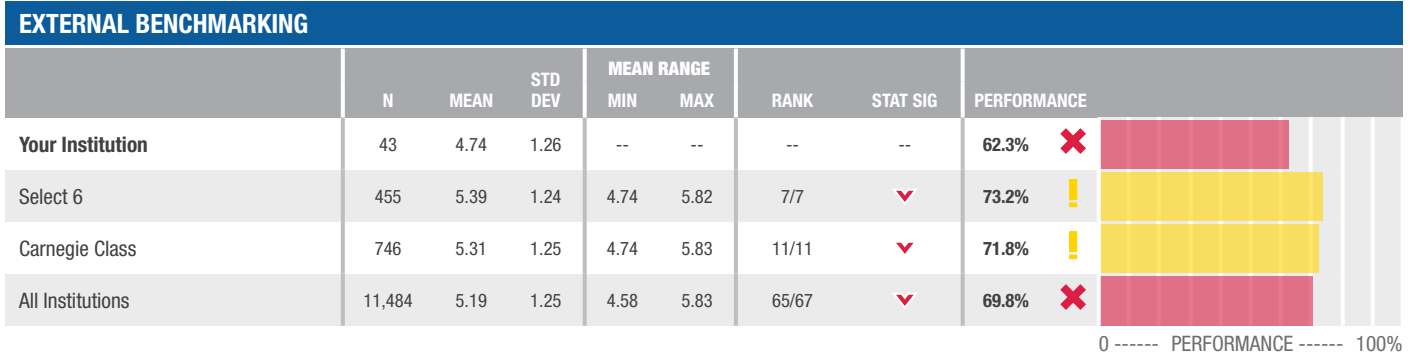 EXTERNAL BENCHMARKING
N MEAN STD DEV MEAN RANGE MIN MAX RANK STAT SIG PERFORMANCE
Your Institution 43 4.74 1.26 -- -- -- -- 62.3%
Select 6 455 5.39 1.24 4.74 5.82 7/7 73.2%
Carnegie Class 746 5.31 1.25 4.74 5.83 11/11 71.8%
All Institutions 11,484 5.19 1.25 4.58 5.83 65/67 69.8%
0 ------ PERFORMANCE ------ 100%